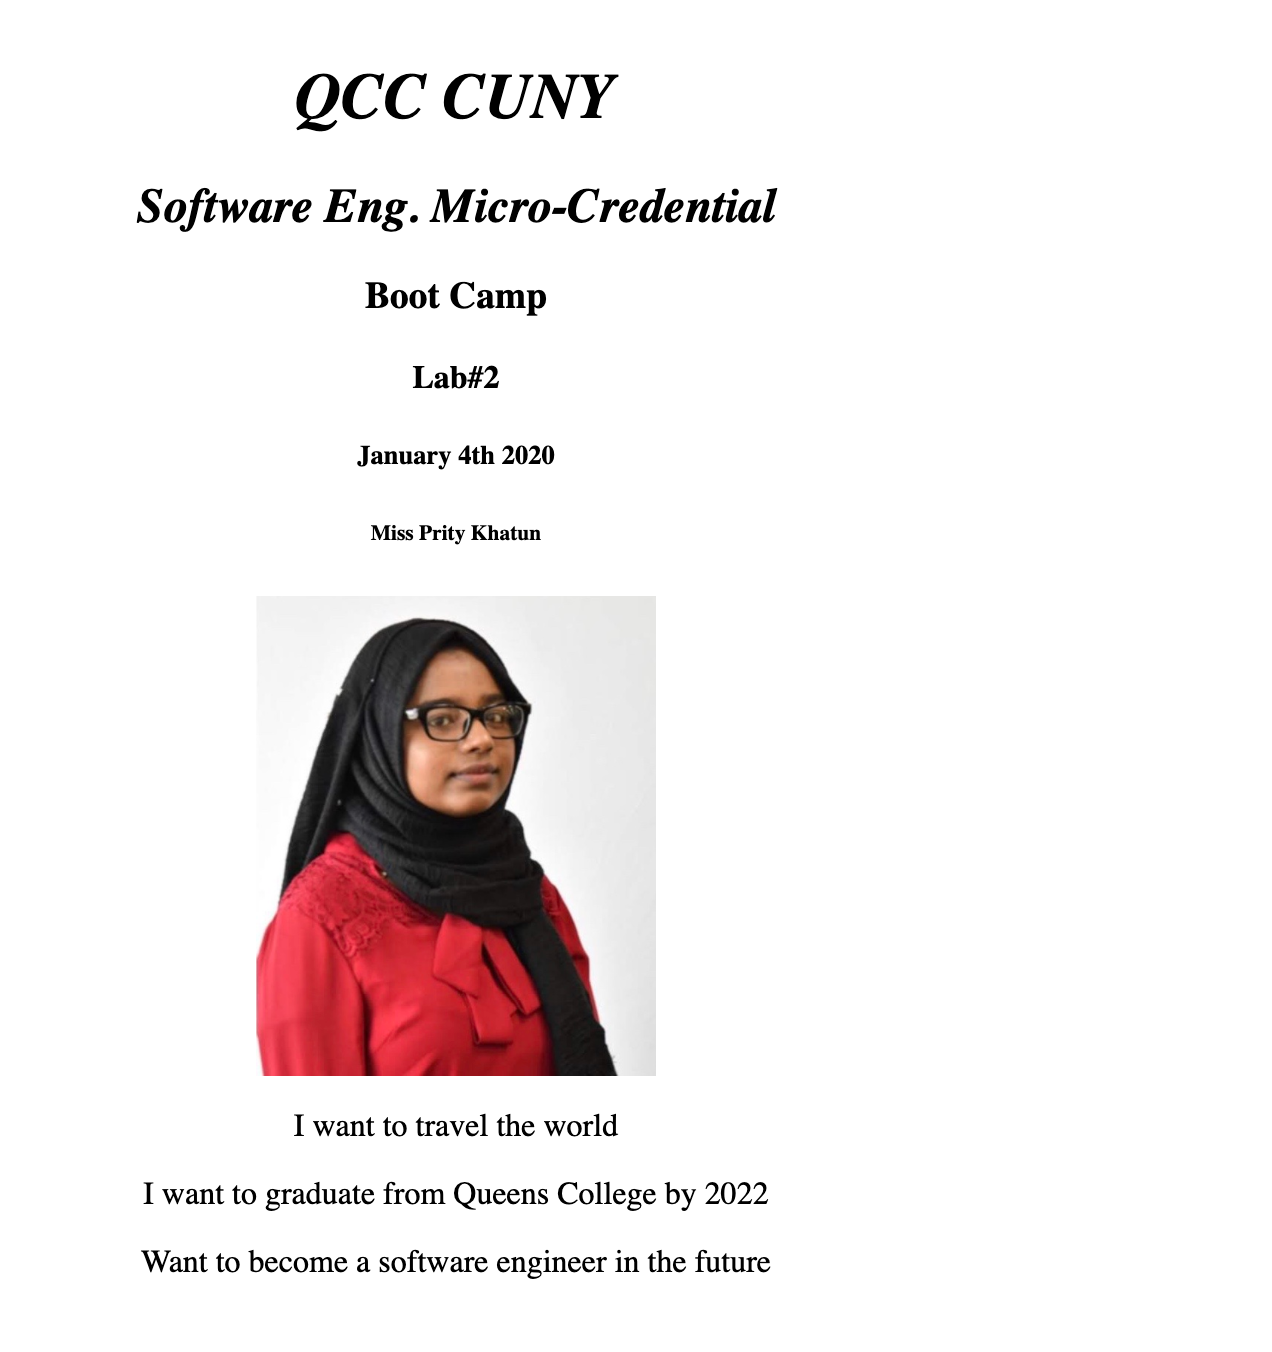 QCC CUNY
Software Eng. Micro-Credential
Boot Camp
Lab#2
January 4th 2020
Miss Prity Khatun
I want to travel the world
I want to graduate from Queens College by 2022
Want to become a software engineer in the future